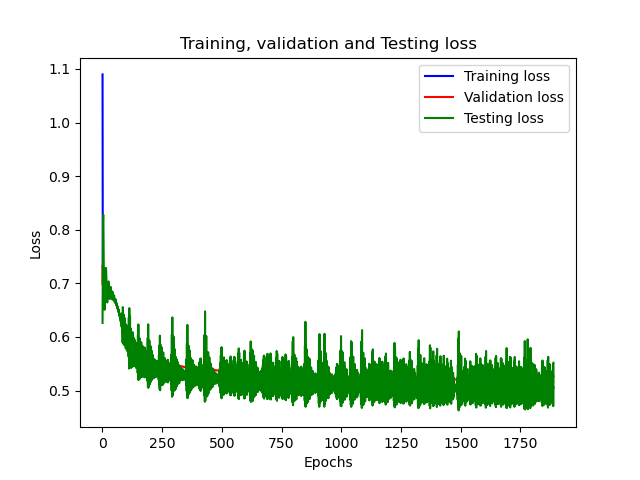 Training, validation and Testing loss
1.1
1.0
0.9
0.8
0.7
0.6
0.5
Loss
Training loss
Validation loss
Testing loss
0 250 500 750 1000 1250 1500 1750
Epochs